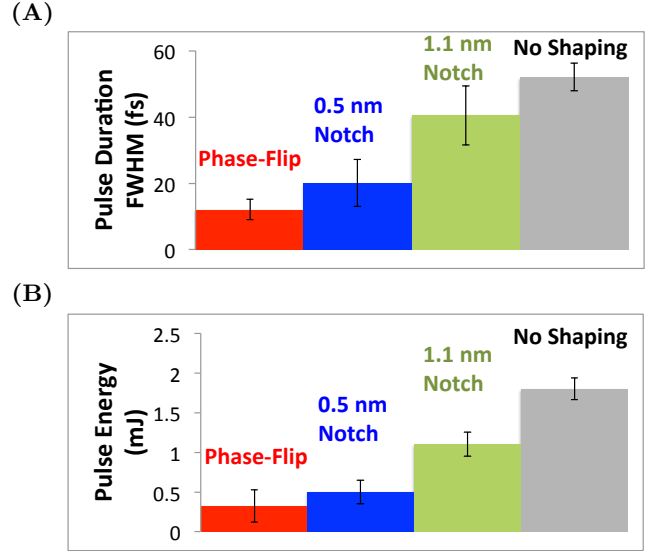 (A)
60
40
20
0
Pulse Duration
FWHM (fs)
Phase-Flip
0.5 nm
Notch
1.1 nm
Notch
No Shaping
(B)
2.5
2
1.5
1
0.5
0
Pulse Energy
(mJ)
Phase-Flip
0.5 nm
Notch
1.1 nm
Notch
No Shaping